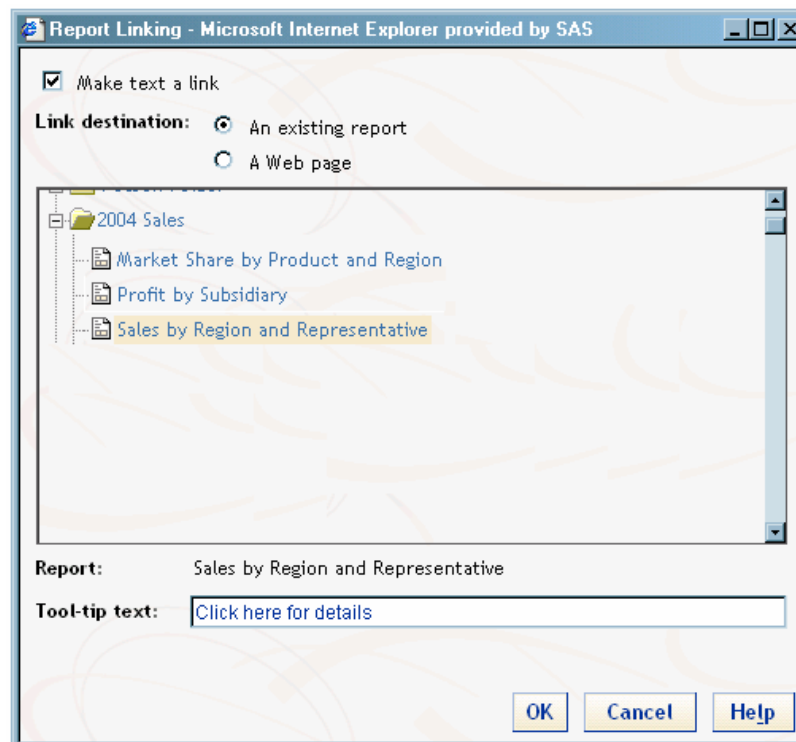 Report Linking - Microsoft Internet Explorer provided by SAS
Make text a link
Link destination: An existing report
A Web page
2004 Sales
Market Share by Product and Region
Profit by Subsidiary
Sales by Region and Representative
Report: Sales by Region and Representative
Tool-tip text: Click here for details
OK Cancel Help